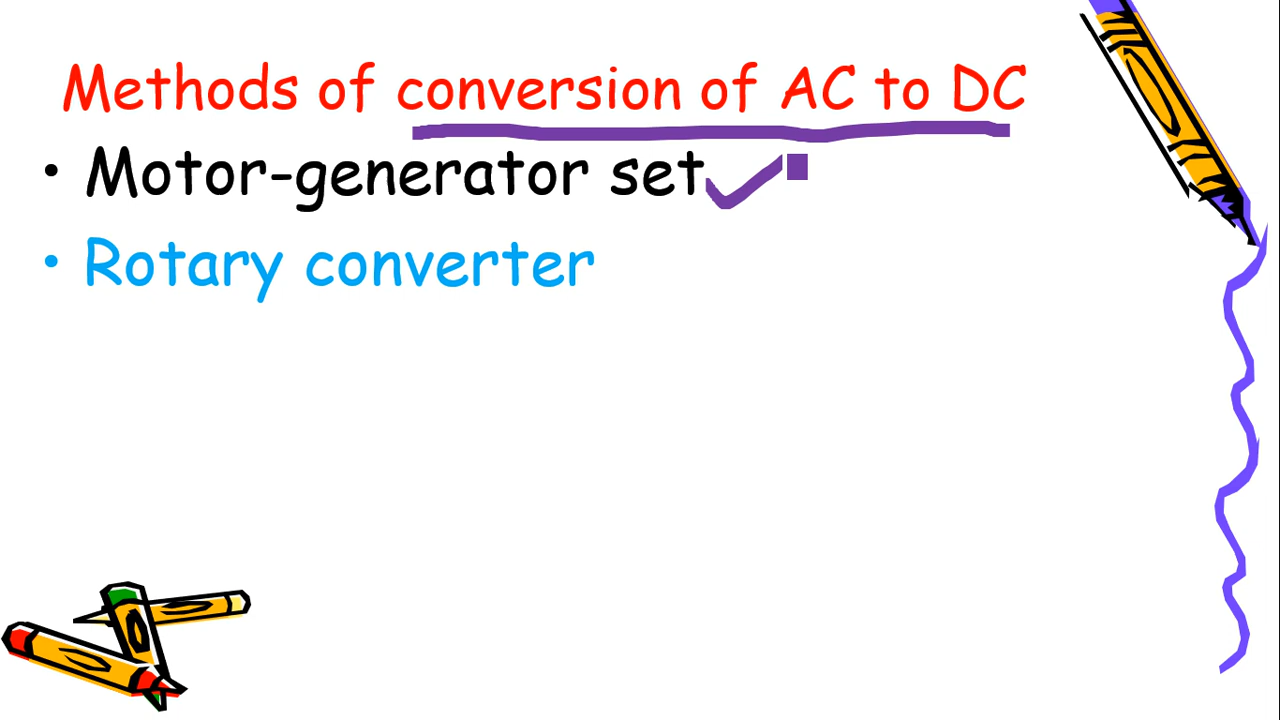 Methods of conversion of AC to DC
• Motor-generator set
• Rotary converter